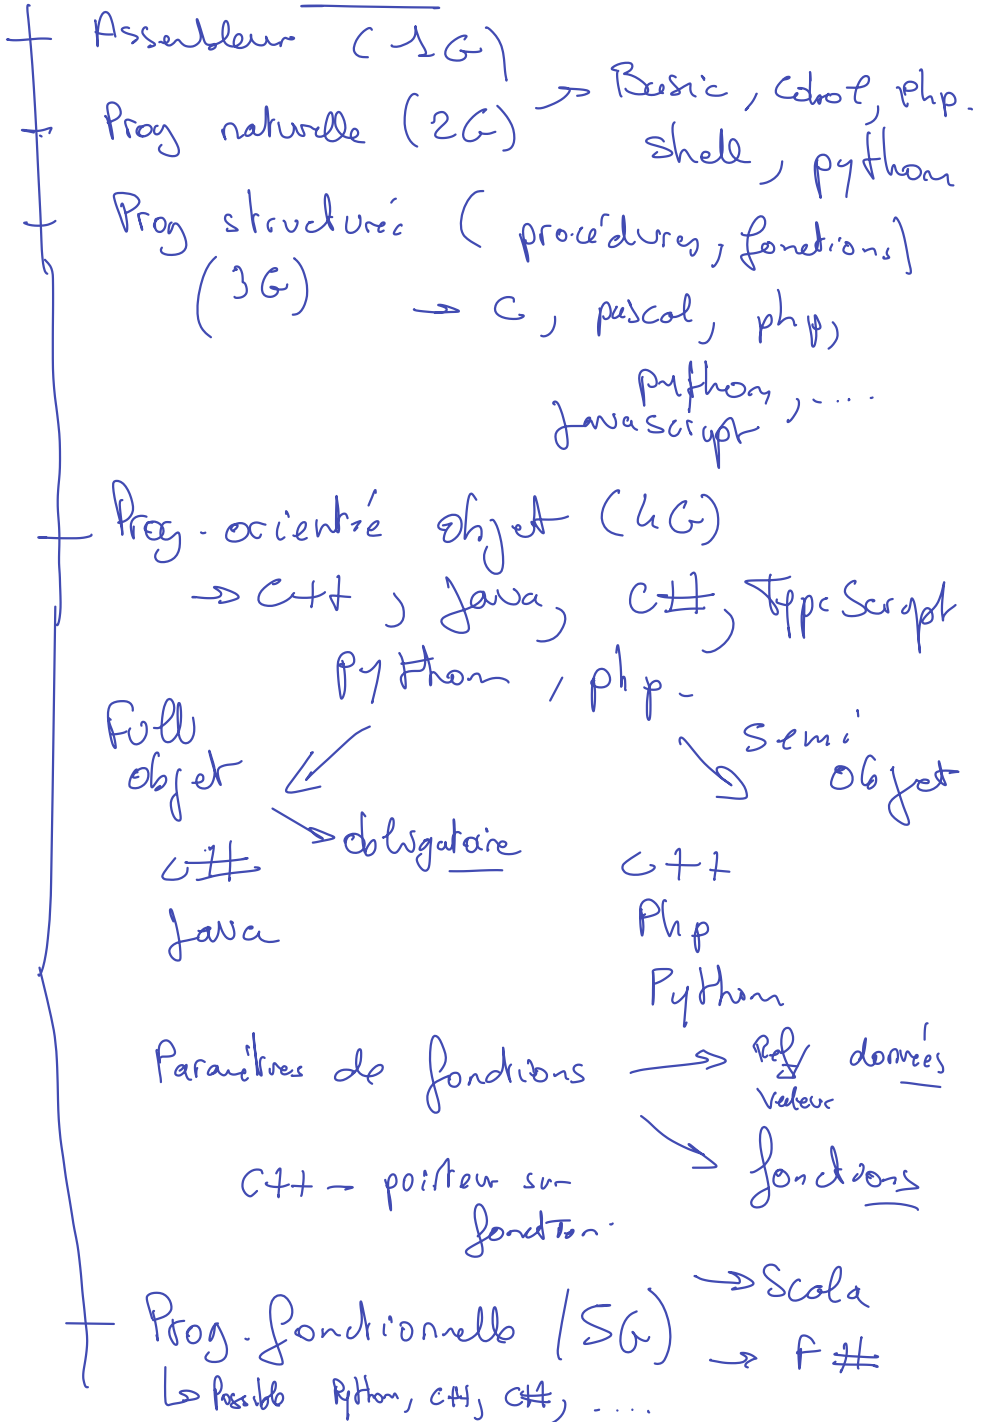 Assembleur (1G)
Prog naturelle (2G) → Basic, Cobol, php.
shell, python
Prog structurée (procédures, fonctions)
(3G) → C, pascal, php,
python, ....
Javascript
Prog. orienté objet (4G)
→ C++, Java, C#, TypeScript
Python, php.
Full objet
Semi objet
→ obligatoire
C#
C++
Java
Php
Python
Paramètres de fonctions → Ref/ données
Valeur
fonctions
C++ - pointeur sur
fonction.
→ Scala
Prog. fonctionnelle (5G)
→ F#
↳ Possible Python, C++, C#, ....